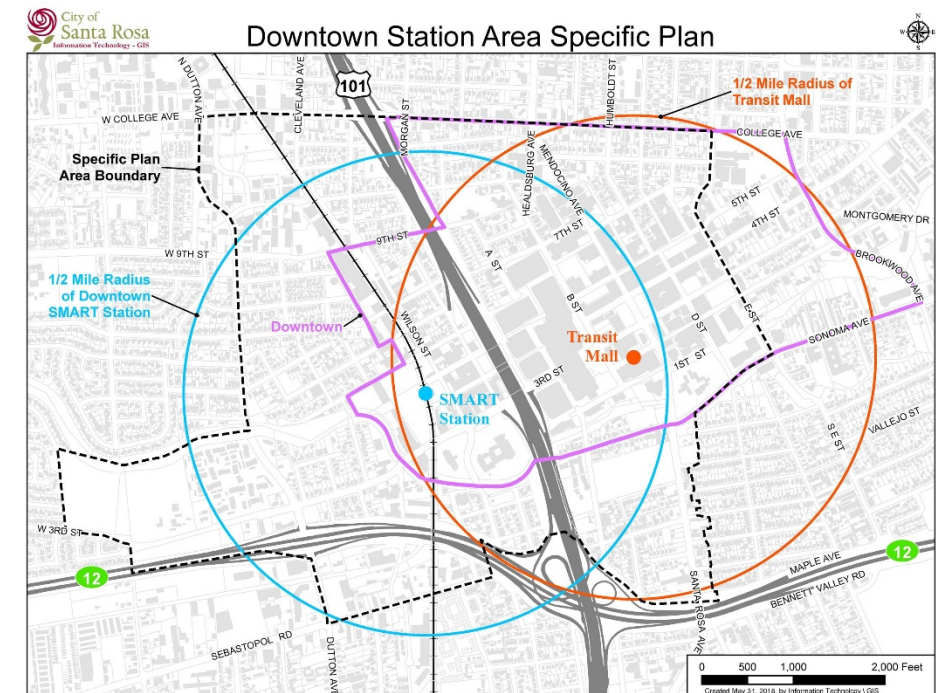 City of
Santa Rosa
Information Technology - GIS
Downtown Station Area Specific Plan
N
W
E
S
N DUTTON AVE
CLEVELAND AVE
101
MORGAN ST
HUMBOLDT ST
1/2 Mile Radius of
Transit Mall
W COLLEGE AVE
COLLEGE AVE
Specific Plan
Area Boundary
HEALDSBURG AVE
MENDOCINO AVE
5TH ST
4TH ST
MONTGOMERY DR
7TH ST
9TH ST
W 9TH ST
A ST
BROOKWOOD AVE
1/2 Mile Radius
of Downtown
SMART Station
B ST
E ST
Downtown
WILSON ST
D ST
SONOMA AVE
Transit
Mall
1ST ST
3RD ST
SMART
Station
VALLEJO ST
S E ST
W 3RD ST
12
12
MAPLE AVE
BENNETT VALLEY RD
SANTA ROSA AVE
SEBASTOPOL RD
DUTTON AVE
0 500 1,000 2,000 Feet
Created May 31, 2018, by Information Technology \ GIS